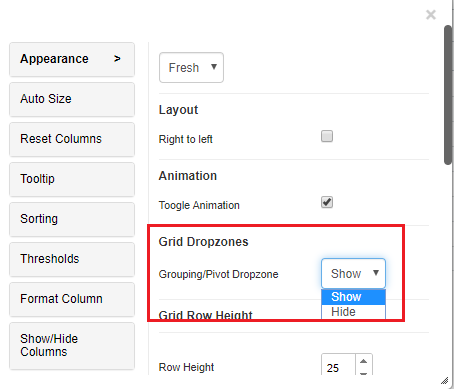 ×
Appearance >
Auto Size
Reset Columns
Tooltip
Sorting
Thresholds
Format Column
Show/Hide
Columns
Fresh
Layout
Right to left
Animation
Toogle Animation
Grid Dropzones
Grouping/Pivot Dropzone Show
Show
Hide
Grid Row Height
Row Height 25